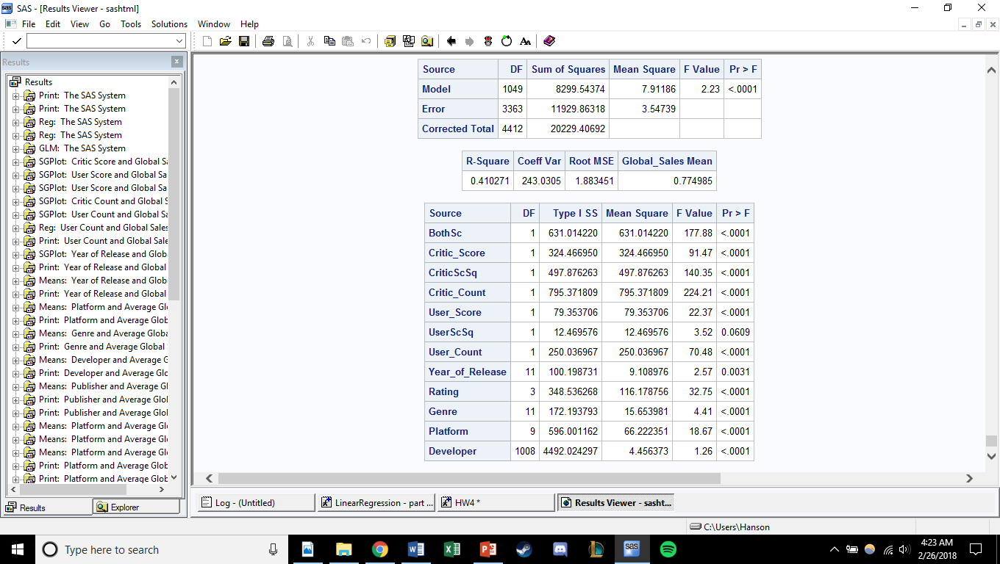 SAS - [Results Viewer - sashtml]
File Edit View Go Tools Solutions Window Help
Results
Results
Print: The SAS System
Print: The SAS System
Reg: The SAS System
Reg: The SAS System
GLM: The SAS System
SGPlot: Critic Score and Global Sa
SGPlot: User Score and Global Sa
SGPlot: User Score and Global Sa
SGPlot: Critic Count and Global S
SGPlot: User Count and Global Sa
Reg: User Count and Global Sales
Print: User Count and Global Sale
SGPlot: Year of Release and Glob
Print: Year of Release and Global
Means: Year of Release and Glob
Print: Year of Release and Global
Means: Platform and Average Glo
Print: Platform and Average Glob
Means: Genre and Average Globa
Print: Genre and Average Global
Means: Developer and Average G
Print: Developer and Average Glo
Means: Publisher and Average Gl
Print: Publisher and Average Glo
Print: Publisher and Average Glo
Means: Platform and Average Glo
Means: Platform and Average Glo
Means: Platform and Average Glo
Print: Platform and Average Glob
Print: Platform and Average Glob
Results Explorer
Source DF Sum of Squares Mean Square F Value Pr > F
Model 1049 8299.54374 7.91186 2.23 <.0001
Error 3363 11929.86318 3.54739
Corrected Total 4412 20229.40692
R-Square Coeff Var Root MSE Global_Sales Mean
0.410271 243.0305 1.883451 0.774985
Source DF Type I SS Mean Square F Value Pr > F
BothSc 1 631.014220 631.014220 177.88 <.0001
Critic_Score 1 324.466950 324.466950 91.47 <.0001
CriticScSq 1 497.876263 497.876263 140.35 <.0001
Critic_Count 1 795.371809 795.371809 224.21 <.0001
User_Score 1 79.353706 79.353706 22.37 <.0001
UserScSq 1 12.469576 12.469576 3.52 0.0609
User_Count 1 250.036967 250.036967 70.48 <.0001
Year_of_Release 11 100.198731 9.108976 2.57 0.0031
Rating 3 348.536268 116.178756 32.75 <.0001
Genre 11 172.193793 15.653981 4.41 <.0001
Platform 9 596.001162 66.222351 18.67 <.0001
Developer 1008 4492.024297 4.456373 1.26 <.0001
Log - (Untitled) LinearRegression - part ... HW4 * Results Viewer - sasht...
C:\Users\Hanson
Type here to search
4:23 AM
2/26/2018